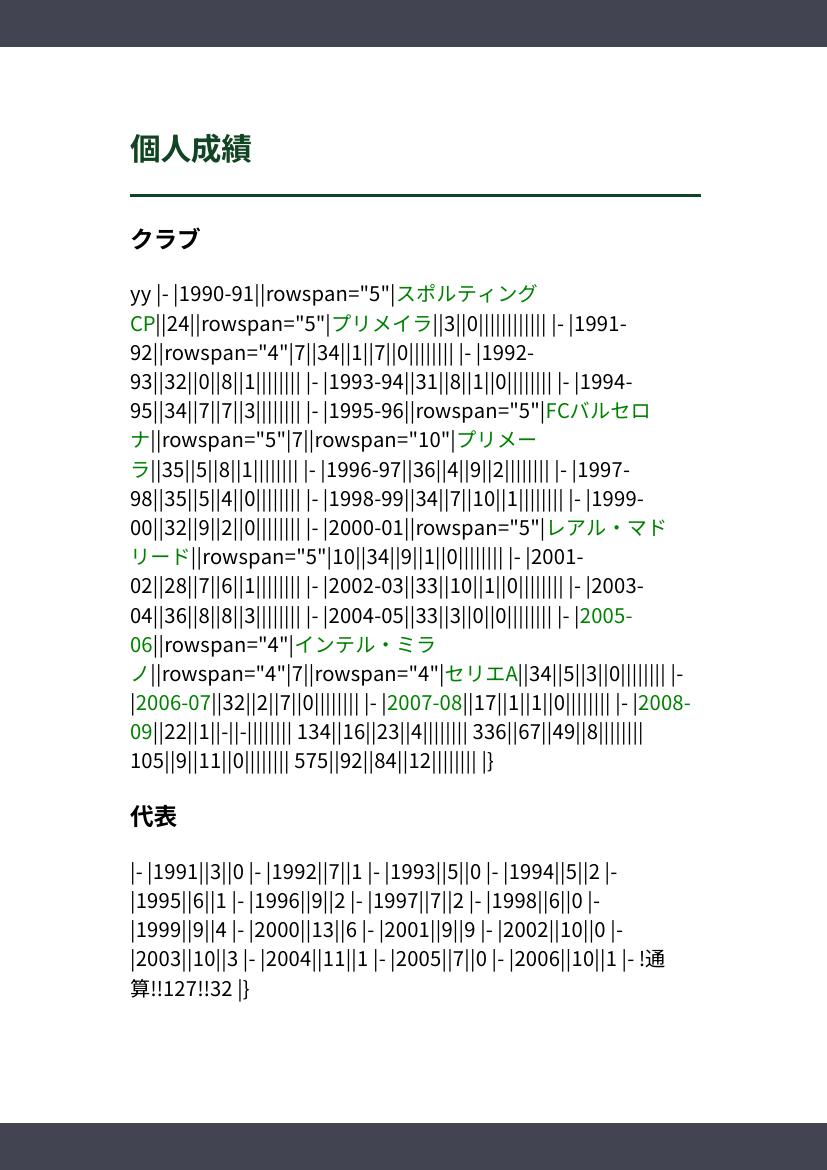 個人成績
クラブ
yy |- |1990-91||rowspan="5"|スポルティング
CP||24||rowspan="5"|プリメイラ||3||0|||||||||||| |- |1991-
92||rowspan="4"|7||34||1||7||0|||||||| |- |1992-
93||32||0||8||1|||||||| |- |1993-94||31||8||1||0|||||||| |- |1994-
95||34||7||7||3|||||||| |- |1995-96||rowspan="5"|FCバルセロ
ナ||rowspan="5"|7||rowspan="10"|プリメー
ラ||35||5||8||1|||||||| |- |1996-97||36||4||9||2|||||||| |- |1997-
98||35||5||4||0|||||||| |- |1998-99||34||7||10||1|||||||| |- |1999-
00||32||9||2||0|||||||| |- |2000-01||rowspan="5"|レアル・マド
リード||rowspan="5"|10||34||9||1||0|||||||| |- |2001-
02||28||7||6||1|||||||| |- |2002-03||33||10||1||0|||||||| |- |2003-
04||36||8||8||3|||||||| |- |2004-05||33||3||0||0|||||||| |- |2005-
06||rowspan="4"|インテル・ミラ
ノ||rowspan="4"|7||rowspan="4"|セリエA||34||5||3||0|||||||| |-
|2006-07||32||2||7||0|||||||| |- |2007-08||17||1||1||0|||||||| |- |2008-
09||22||1||-||-|||||||| 134||16||23||4|||||||| 336||67||49||8||||||||
105||9||11||0|||||||| 575||92||84||12|||||||| |}
代表
|- |1991||3||0 |- |1992||7||1 |- |1993||5||0 |- |1994||5||2 |-
|1995||6||1 |- |1996||9||2 |- |1997||7||2 |- |1998||6||0 |-
|1999||9||4 |- |2000||13||6 |- |2001||9||9 |- |2002||10||0 |-
|2003||10||3 |- |2004||11||1 |- |2005||7||0 |- |2006||10||1 |- !通
算!!127!!32 |}